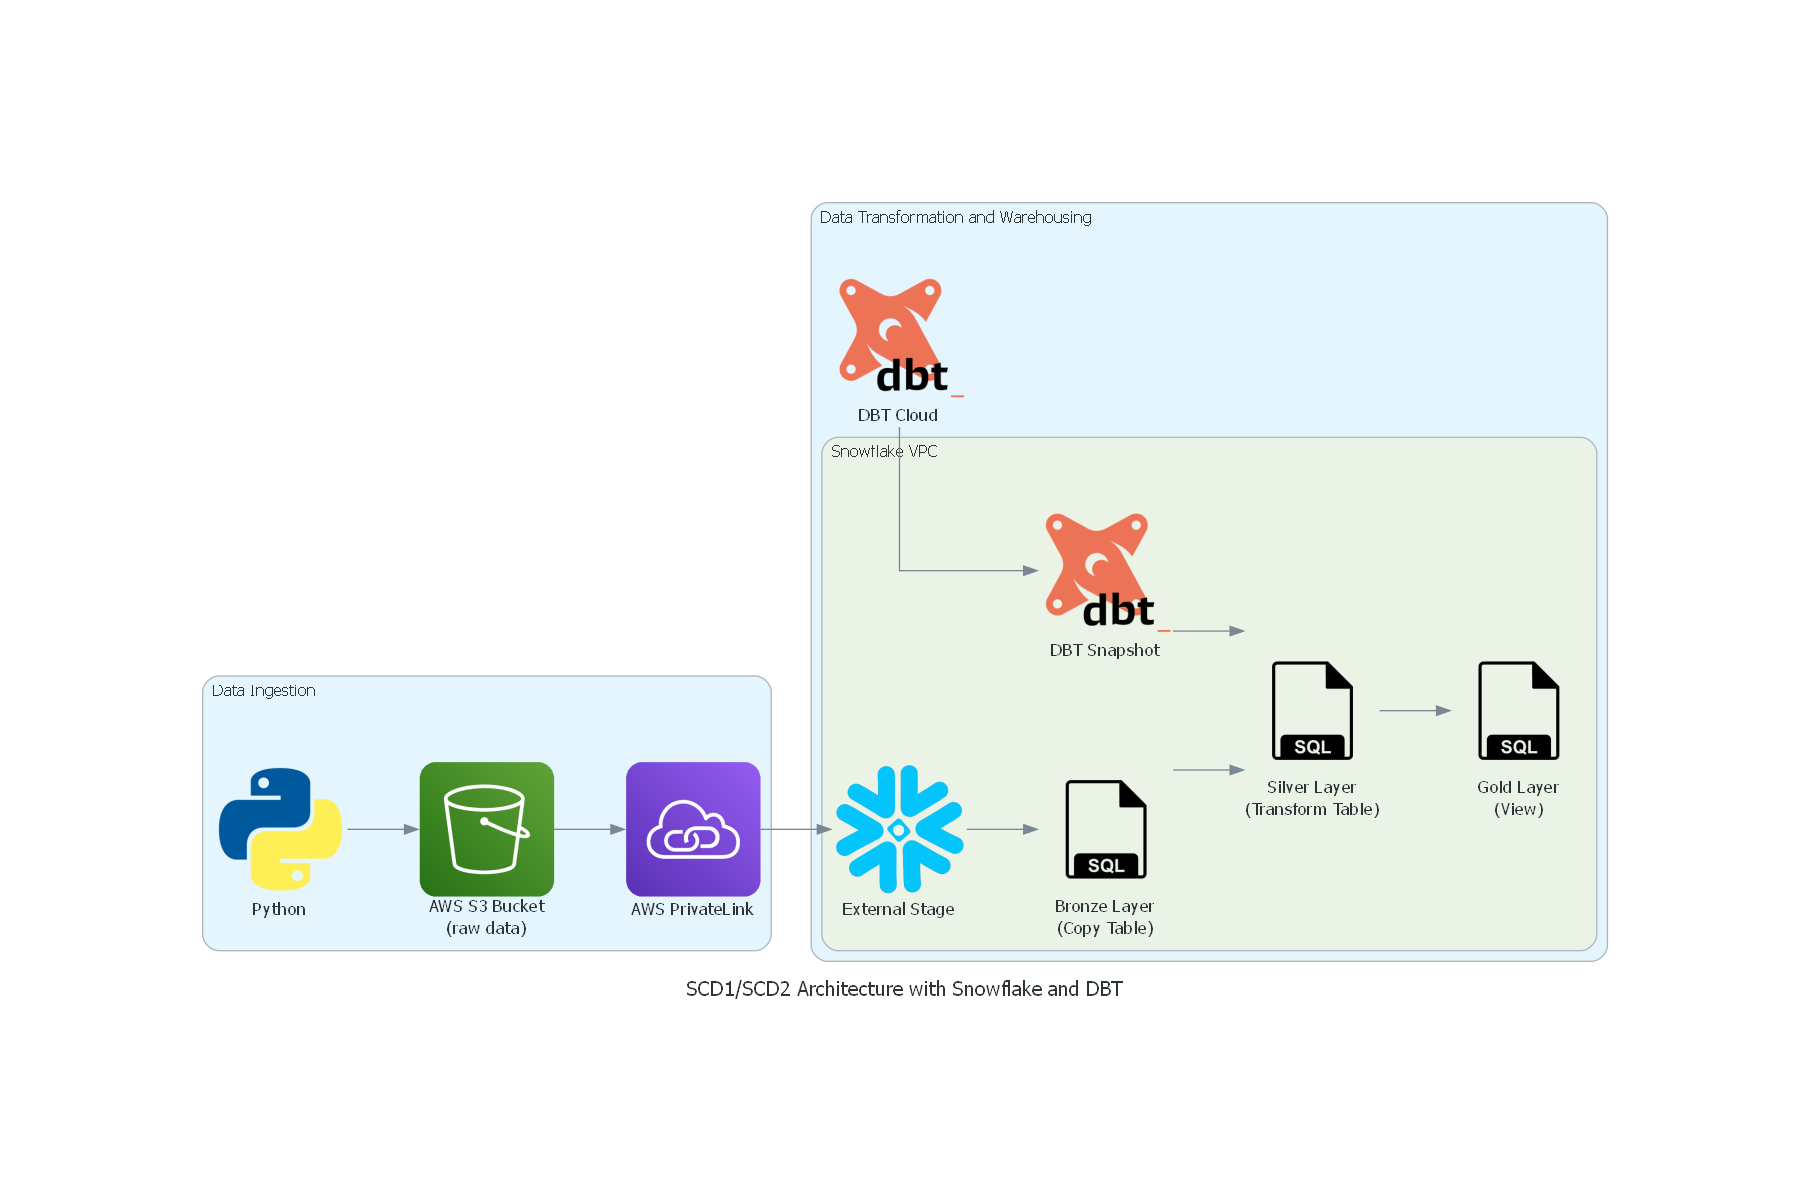 Data Transformation and Warehousing
dbt_
DBT Cloud
Snowflake VPC
dbt_
DBT Snapshot
Data Ingestion
SQL
Silver Layer
(Transform Table)
SQL
Gold Layer
(View)
Python
AWS S3 Bucket
(raw data)
AWS PrivateLink
External Stage
SQL
Bronze Layer
(Copy Table)
SCD1/SCD2 Architecture with Snowflake and DBT